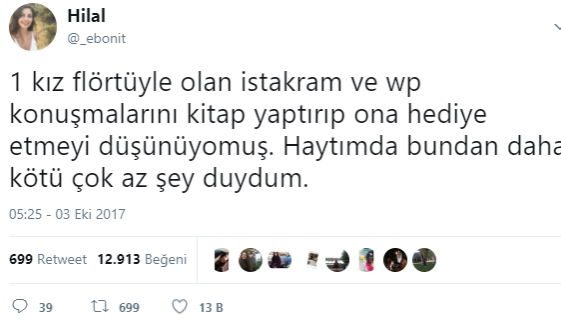 Hilal
@_ebonit
1 kız flörtüyle olan istakram ve wp
konuşmalarını kitap yaptırıp ona hediye
etmeyi düşünüyomuş. Haytımda bundan daha
kötü çok az şey duydum.
05:25 - 03 Eki 2017
699 Retweet 12.913 Beğeni
39 699 13 B